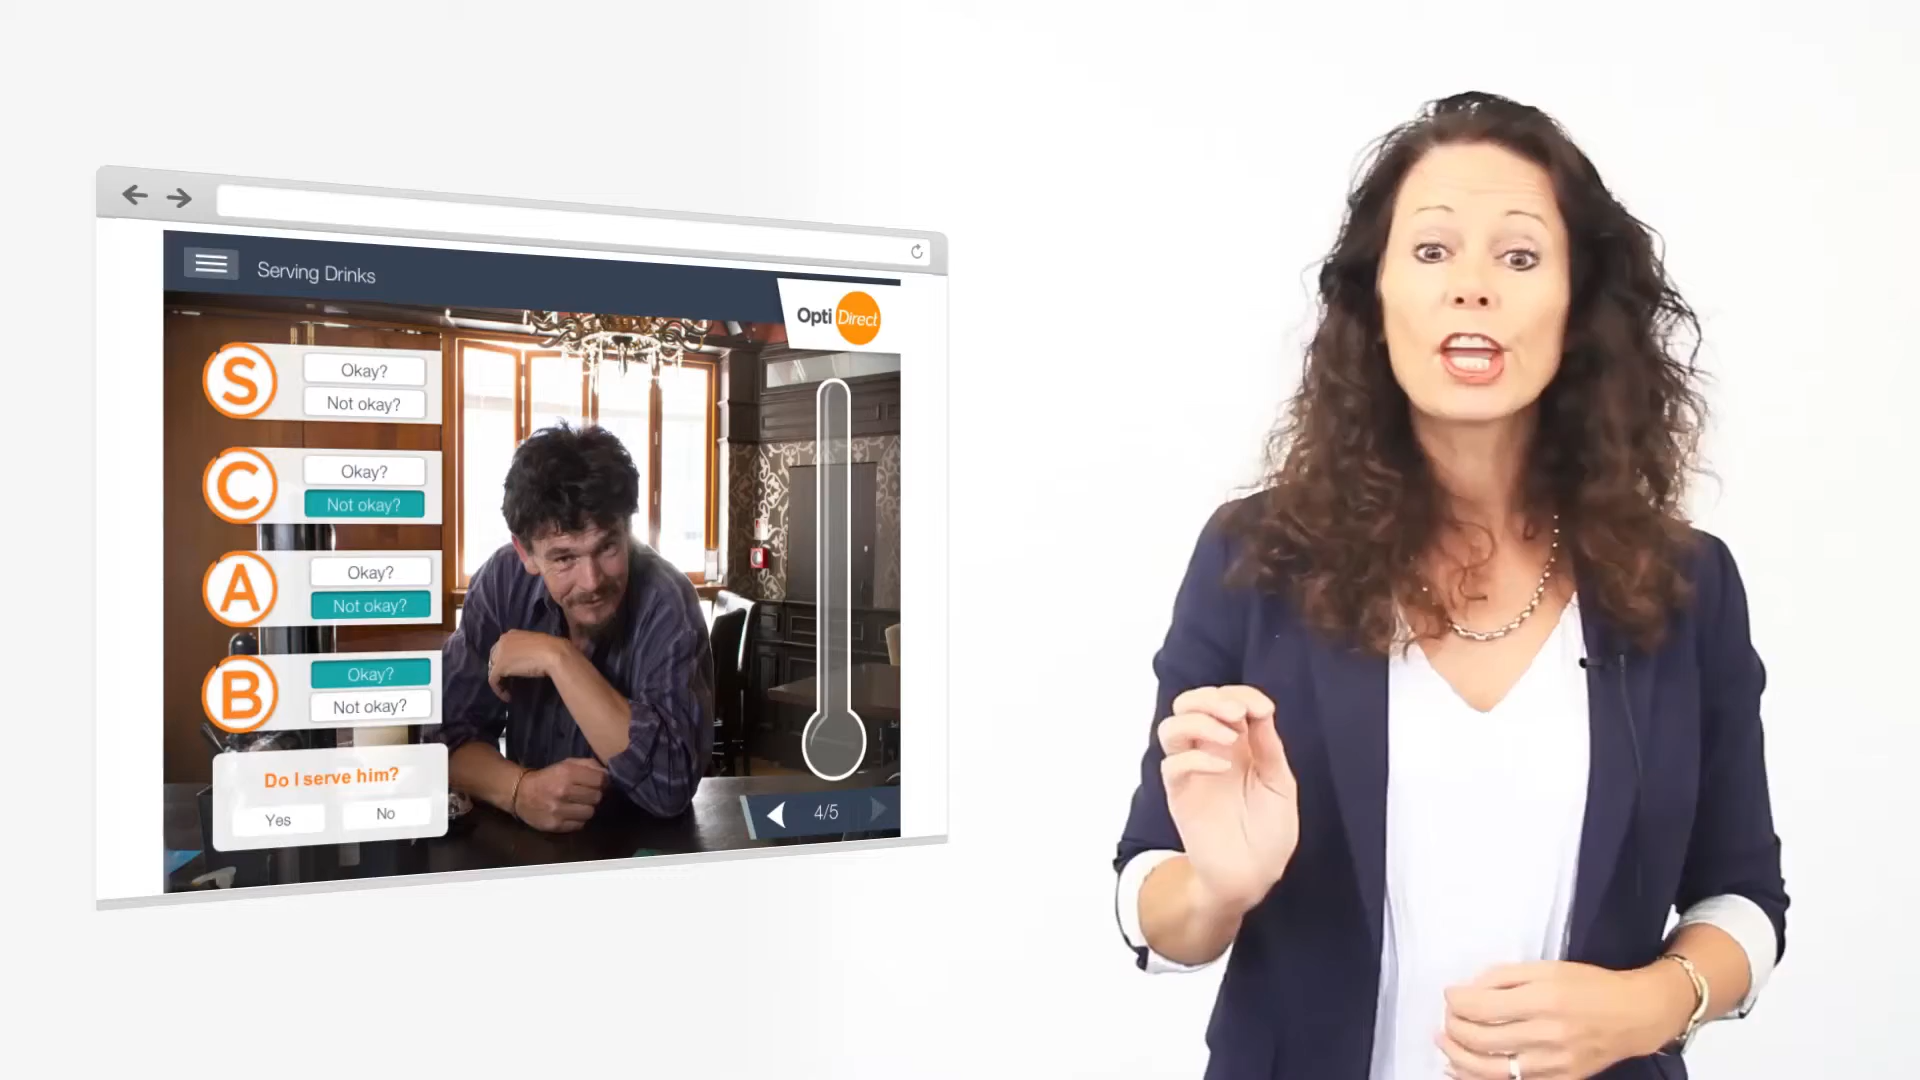 Serving Drinks
Opti Direct
S
Okay?
Not okay?
C
Okay?
Not okay?
A
Okay?
Not okay?
B
Okay?
Not okay?
Do I serve him?
Yes
No
4/5